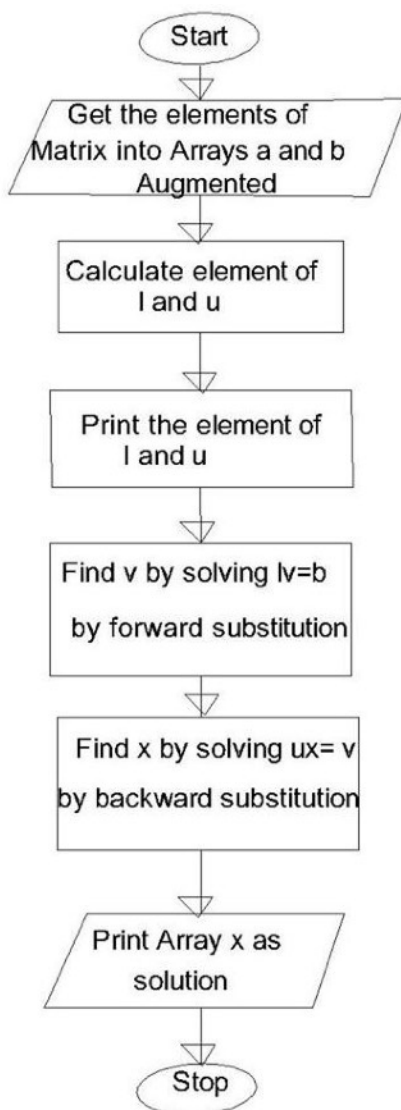 Start
Get the elements of
Matrix into Arrays a and b
Augmented
Calculate element of
l and u
Print the element of
l and u
Find v by solving lv=b
by forward substitution
Find x by solving ux= v
by backward substitution
Print Array x as
solution
Stop